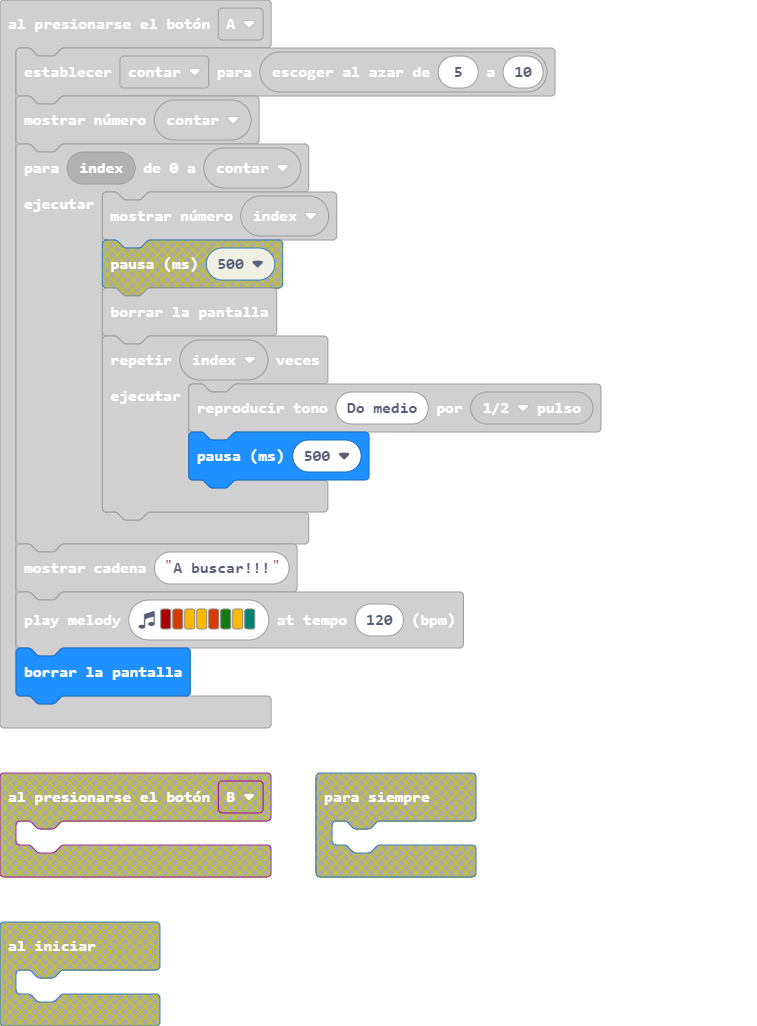 al presionarse el botón A
establecer contar para escoger al azar de 5 a 10
mostrar número contar
para index de 0 a contar
ejecutar
mostrar número index
pausa (ms) 500
borrar la pantalla
repetir index veces
ejecutar
reproducir tono Do medio por 1/2 pulso
pausa (ms) 500
mostrar cadena "A buscar!!!"
play melody at tempo 120 (bpm)
borrar la pantalla
al presionarse el botón B
para siempre
al iniciar